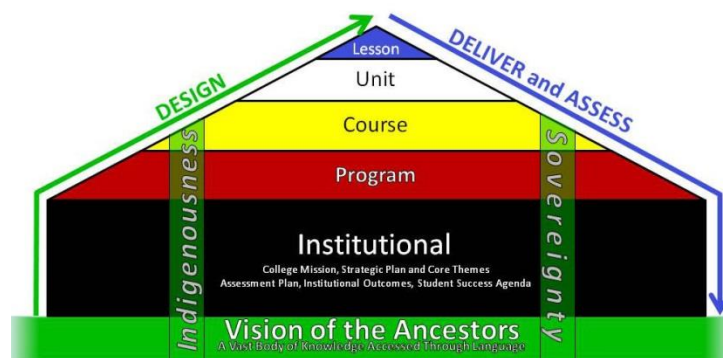 DESIGN
DELIVER and ASSESS
Lesson
Unit
Course
Program
Indigenousness
Sovereignty
Institutional
College Mission, Strategic Plan and Core Themes
Assessment Plan, Institutional Outcomes, Student Success Agenda
Vision of the Ancestors
A Vast Body of Knowledge Accessed Through Language